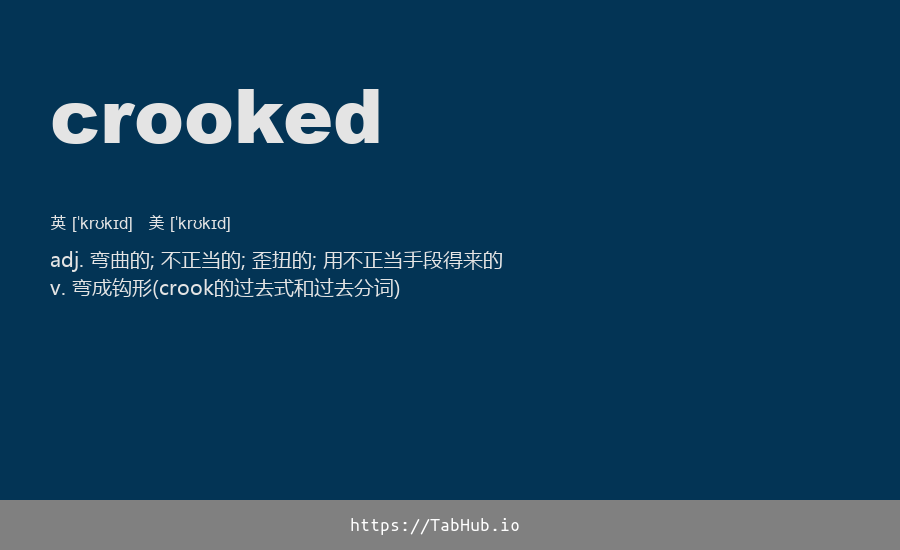 crooked
英 [ˈkrʊkɪd] 美 [ˈkrʊkɪd]
adj. 弯曲的; 不正当的; 歪扭的; 用不正当手段得来的
v. 弯成钩形(crook的过去式和过去分词)
https://TabHub.io